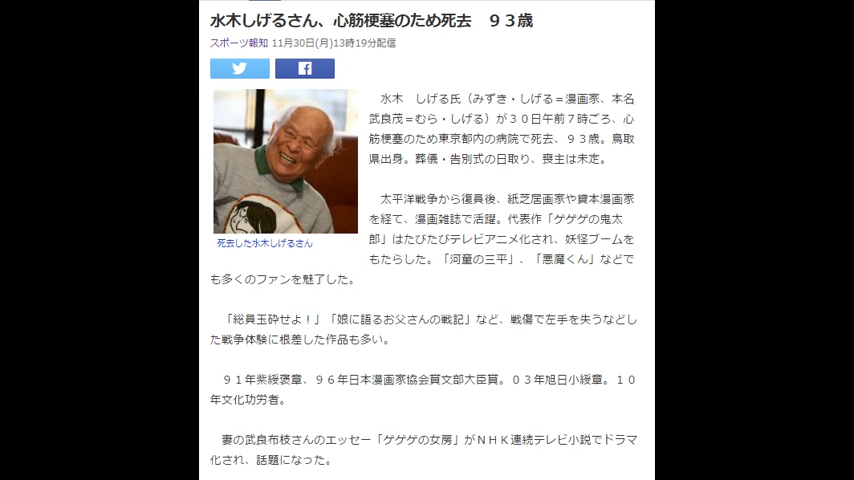 水木しげるさん、心筋梗塞のため死去　９３歳
スポーツ報知 11月30日(月)13時19分配信
水木　しげる氏（みずき・しげる＝漫画家、本名
武良茂＝むら・しげる）が３０日午前７時ごろ、心
筋梗塞のため東京都内の病院で死去、９３歳。鳥取
県出身。葬儀・告別式の日取り、喪主は未定。
太平洋戦争から復員後、紙芝居画家や貸本漫画家
を経て、漫画雑誌で活躍。代表作「ゲゲゲの鬼太
郎」はたびたびテレビアニメ化され、妖怪ブームを
もたらした。「河童の三平」、「悪魔くん」などで
も多くのファンを魅了した。
死去した水木しげるさん
「総員玉砕せよ！」「娘に語るお父さんの戦記」など、戦傷で左手を失うなどし
た戦争体験に根差した作品も多い。
９１年紫綬褒章、９６年日本漫画家協会賞文部大臣賞。０３年旭日小綬章。１０
年文化功労者。
妻の武良布枝さんのエッセー「ゲゲゲの女房」がＮＨＫ連続テレビ小説でドラマ
化され、話題になった。